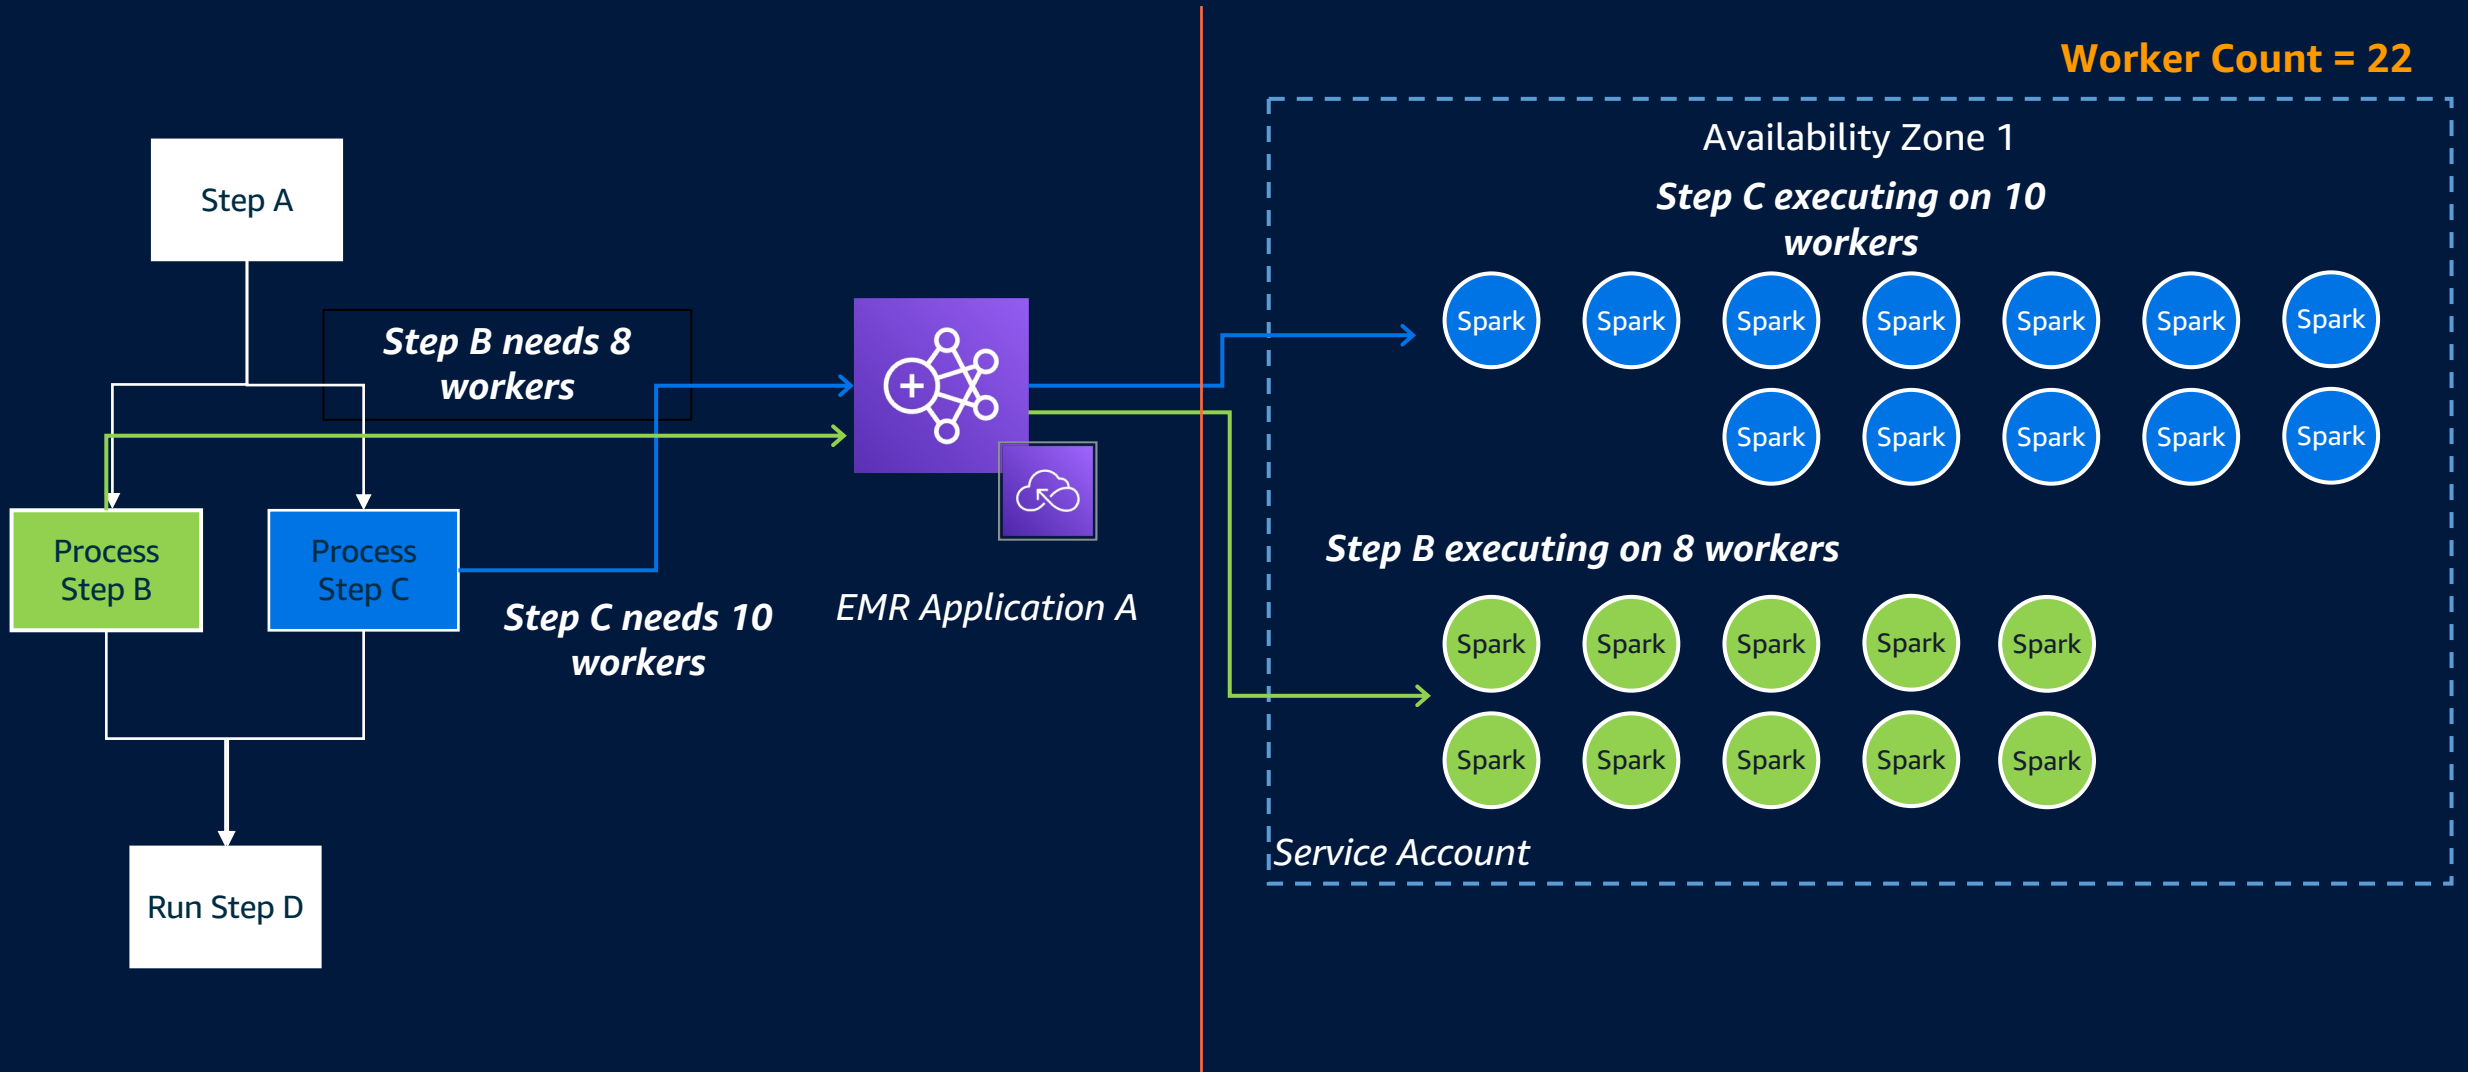 Worker Count = 22
Step A
Step B needs 8
workers
Process
Step B
Process
Step C
Step C needs 10
workers
Run Step D
EMR Application A
Availability Zone 1
Step C executing on 10
workers
Spark
Spark
Spark
Spark
Spark
Spark
Spark
Spark
Spark
Spark
Spark
Spark
Step B executing on 8 workers
Spark
Spark
Spark
Spark
Spark
Spark
Spark
Spark
Spark
Spark
Service Account